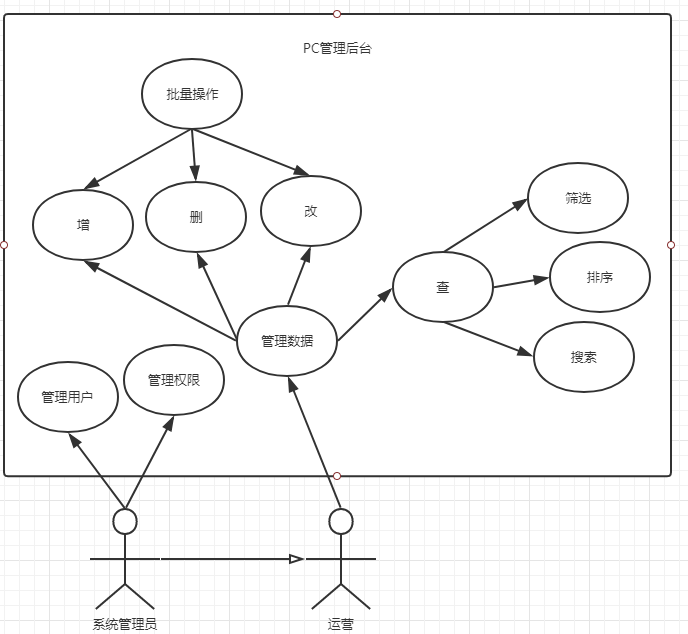 PC管理后台
批量操作
增
删
改
筛选
查
排序
管理数据
搜索
管理用户
管理权限
系统管理员
运营